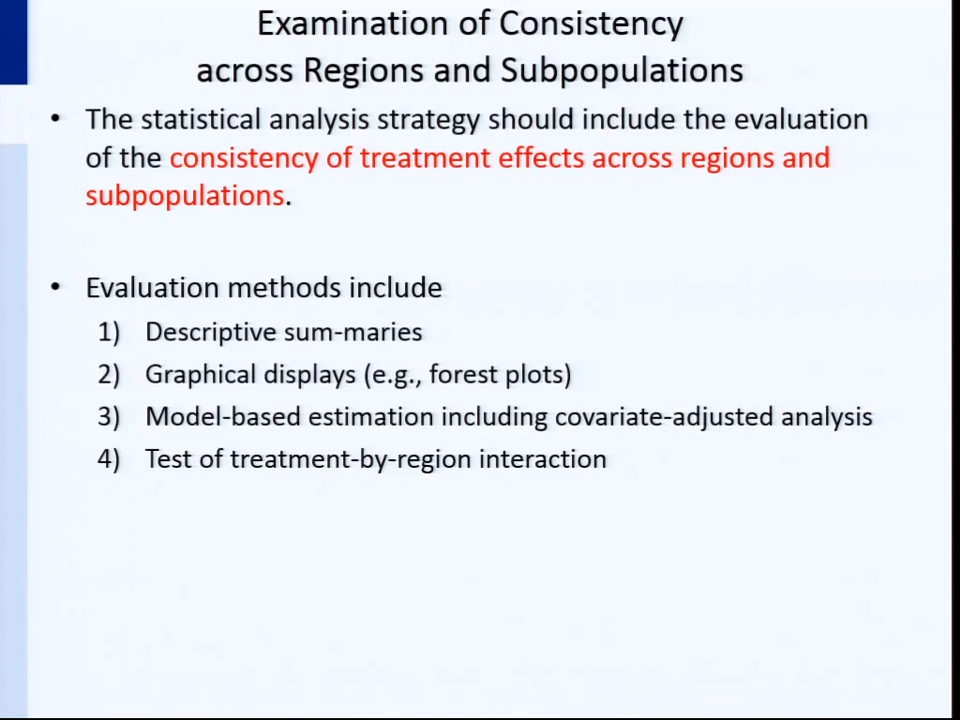 Examination of Consistency
across Regions and Subpopulations
• The statistical analysis strategy should include the evaluation
of the consistency of treatment effects across regions and
subpopulations.
• Evaluation methods include
1) Descriptive sum-maries
2) Graphical displays (e.g., forest plots)
3) Model-based estimation including covariate-adjusted analysis
4) Test of treatment-by-region interaction